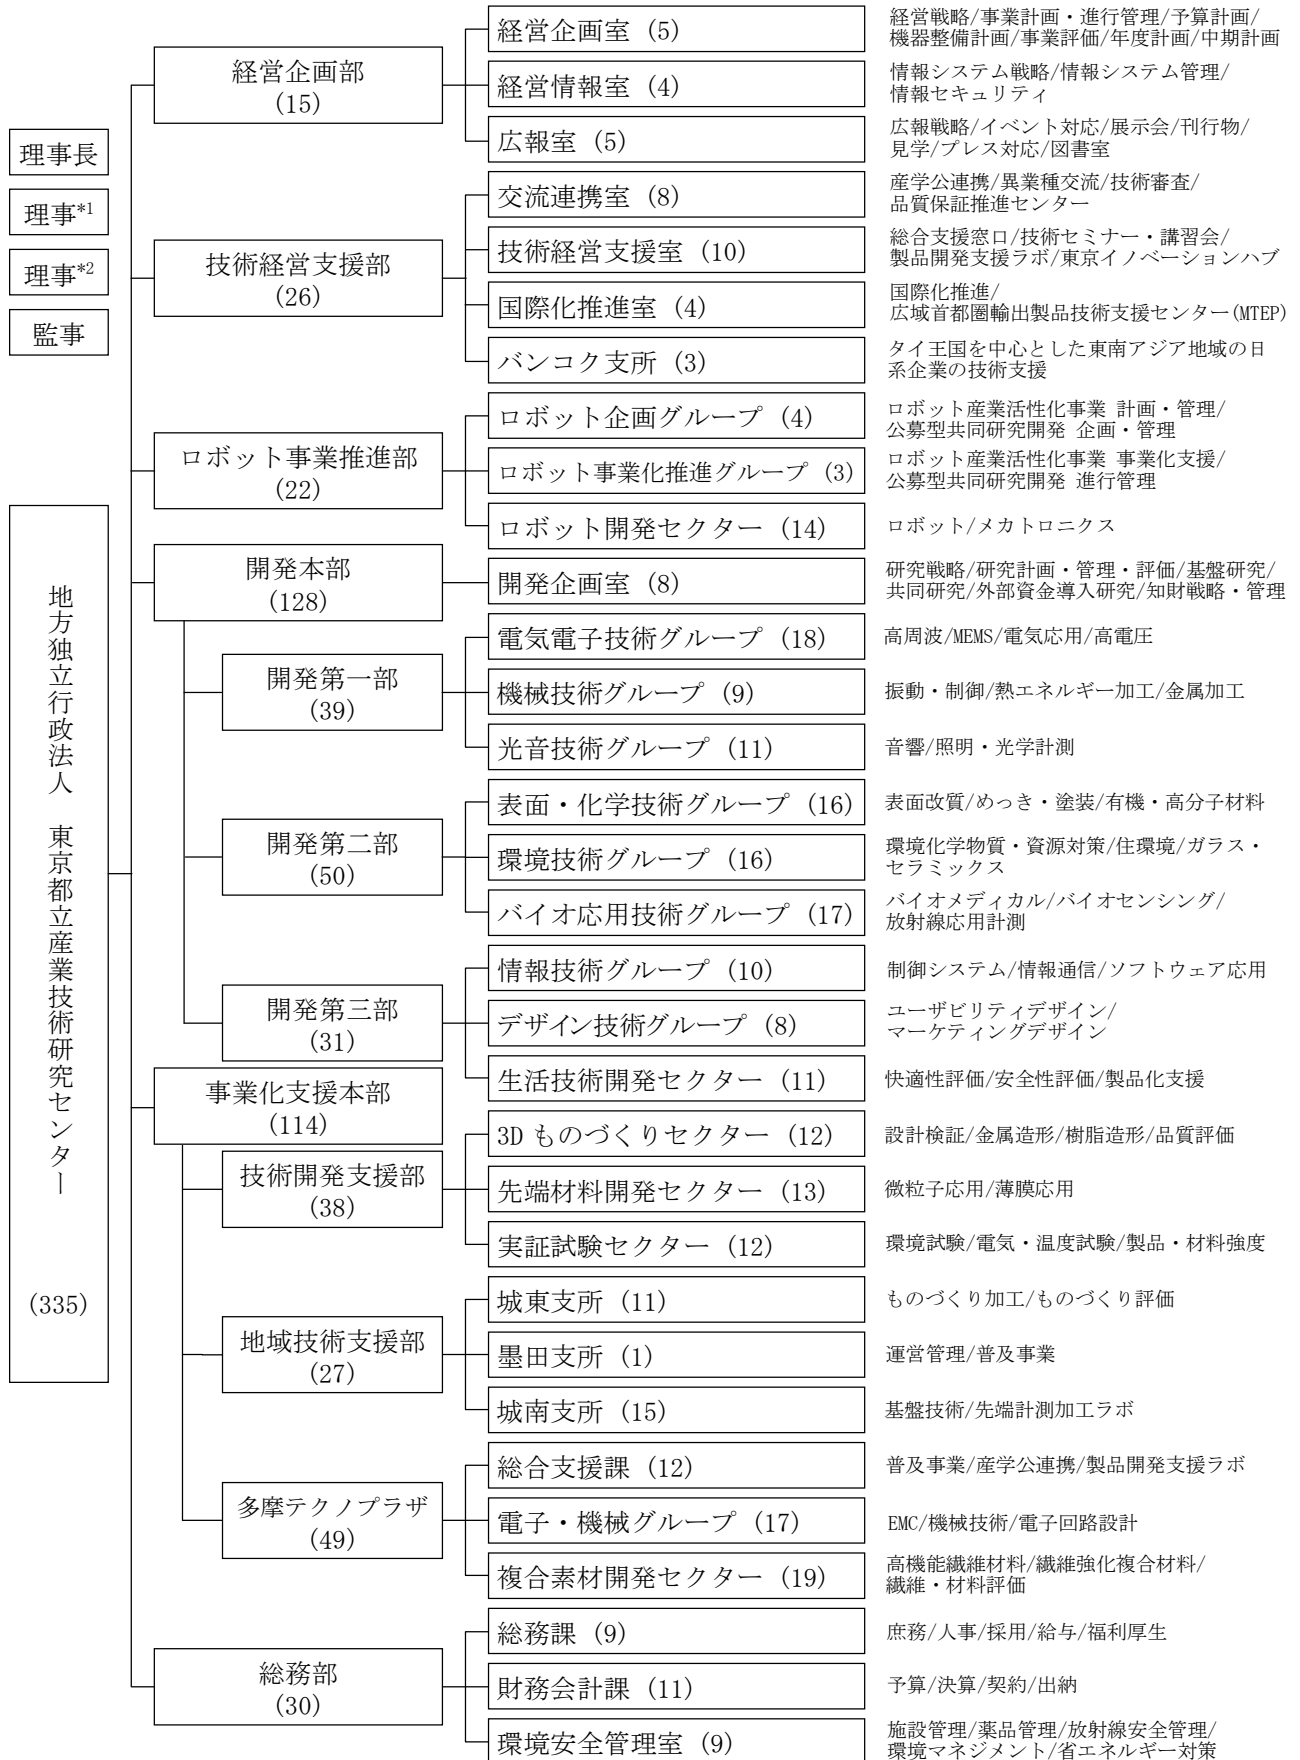 理事長
理事*1
理事*2
監事
地方独立行政法人 東京都立産業技術研究センター
(335)
経営企画部
(15)
経営企画室 (5)
経営戦略/事業計画・進行管理/予算計画/
機器整備計画/事業評価/年度計画/中期計画
経営情報室 (4)
情報システム戦略/情報システム管理/
情報セキュリティ
広報室 (5)
広報戦略/イベント対応/展示会/刊行物/
見学/プレス対応/図書室
技術経営支援部
(26)
交流連携室 (8)
産学公連携/異業種交流/技術審査/
品質保証推進センター
技術経営支援室 (10)
総合支援窓口/技術セミナー・講習会/
製品開発支援ラボ/東京イノベーションハブ
国際化推進室 (4)
国際化推進/
広域首都圏輸出製品技術支援センター(MTEP)
バンコク支所 (3)
タイ王国を中心とした東南アジア地域の日
系企業の技術支援
ロボット事業推進部
(22)
ロボット企画グループ (4)
ロボット産業活性化事業 計画・管理/
公募型共同研究開発 企画・管理
ロボット事業化推進グループ (3)
ロボット産業活性化事業 事業化支援/
公募型共同研究開発 進行管理
ロボット開発セクター (14)
ロボット/メカトロニクス
開発本部
(128)
開発企画室 (8)
研究戦略/研究計画・管理・評価/基盤研究/
共同研究/外部資金導入研究/知財戦略・管理
開発第一部
(39)
電気電子技術グループ (18)
高周波/MEMS/電気応用/高電圧
機械技術グループ (9)
振動・制御/熱エネルギー加工/金属加工
光音技術グループ (11)
音響/照明・光学計測
開発第二部
(50)
表面・化学技術グループ (16)
表面改質/めっき・塗装/有機・高分子材料
環境技術グループ (16)
環境化学物質・資源対策/住環境/ガラス・
セラミックス
バイオ応用技術グループ (17)
バイオメディカル/バイオセンシング/
放射線応用計測
開発第三部
(31)
情報技術グループ (10)
制御システム/情報通信/ソフトウェア応用
デザイン技術グループ (8)
ユーザビリティデザイン/
マーケティングデザイン
生活技術開発セクター (11)
快適性評価/安全性評価/製品化支援
事業化支援本部
(114)
技術開発支援部
(38)
3Dものづくりセクター (12)
設計検証/金属造形/樹脂造形/品質評価
先端材料開発セクター (13)
微粒子応用/薄膜応用
実証試験セクター (12)
環境試験/電気・温度試験/製品・材料強度
地域技術支援部
(27)
城東支所 (11)
ものづくり加工/ものづくり評価
墨田支所 (1)
運営管理/普及事業
城南支所 (15)
基盤技術/先端計測加工ラボ
多摩テクノプラザ
(49)
総合支援課 (12)
普及事業/産学公連携/製品開発支援ラボ
電子・機械グループ (17)
EMC/機械技術/電子回路設計
複合素材開発セクター (19)
高機能繊維材料/繊維強化複合材料/
繊維・材料評価
総務部
(30)
総務課 (9)
庶務/人事/採用/給与/福利厚生
財務会計課 (11)
予算/決算/契約/出納
環境安全管理室 (9)
施設管理/薬品管理/放射線安全管理/
環境マネジメント/省エネルギー対策